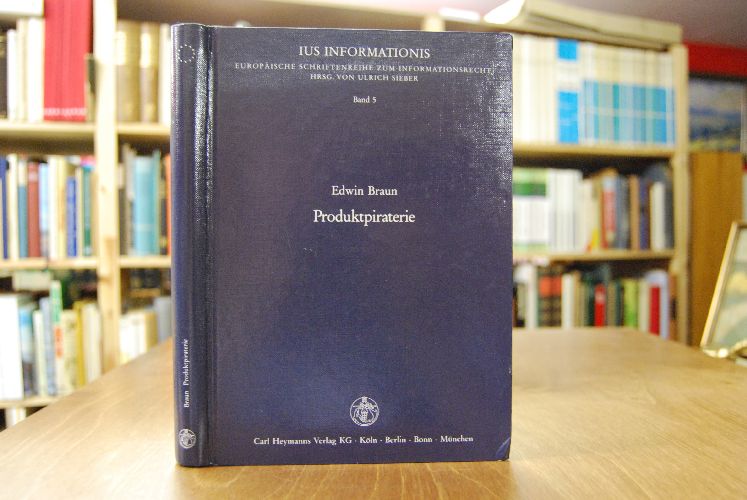 IUS INFORMATIONIS
EUROPÄISCHE SCHRIFTENREIHE ZUM INFORMATIONSRECHT
HRSG. VON ULRICH SIEBER
Band 5
Edwin Braun
Produktpiraterie
Carl Heymanns Verlag KG · Köln · Berlin · Bonn · München
Braun Produktpiraterie